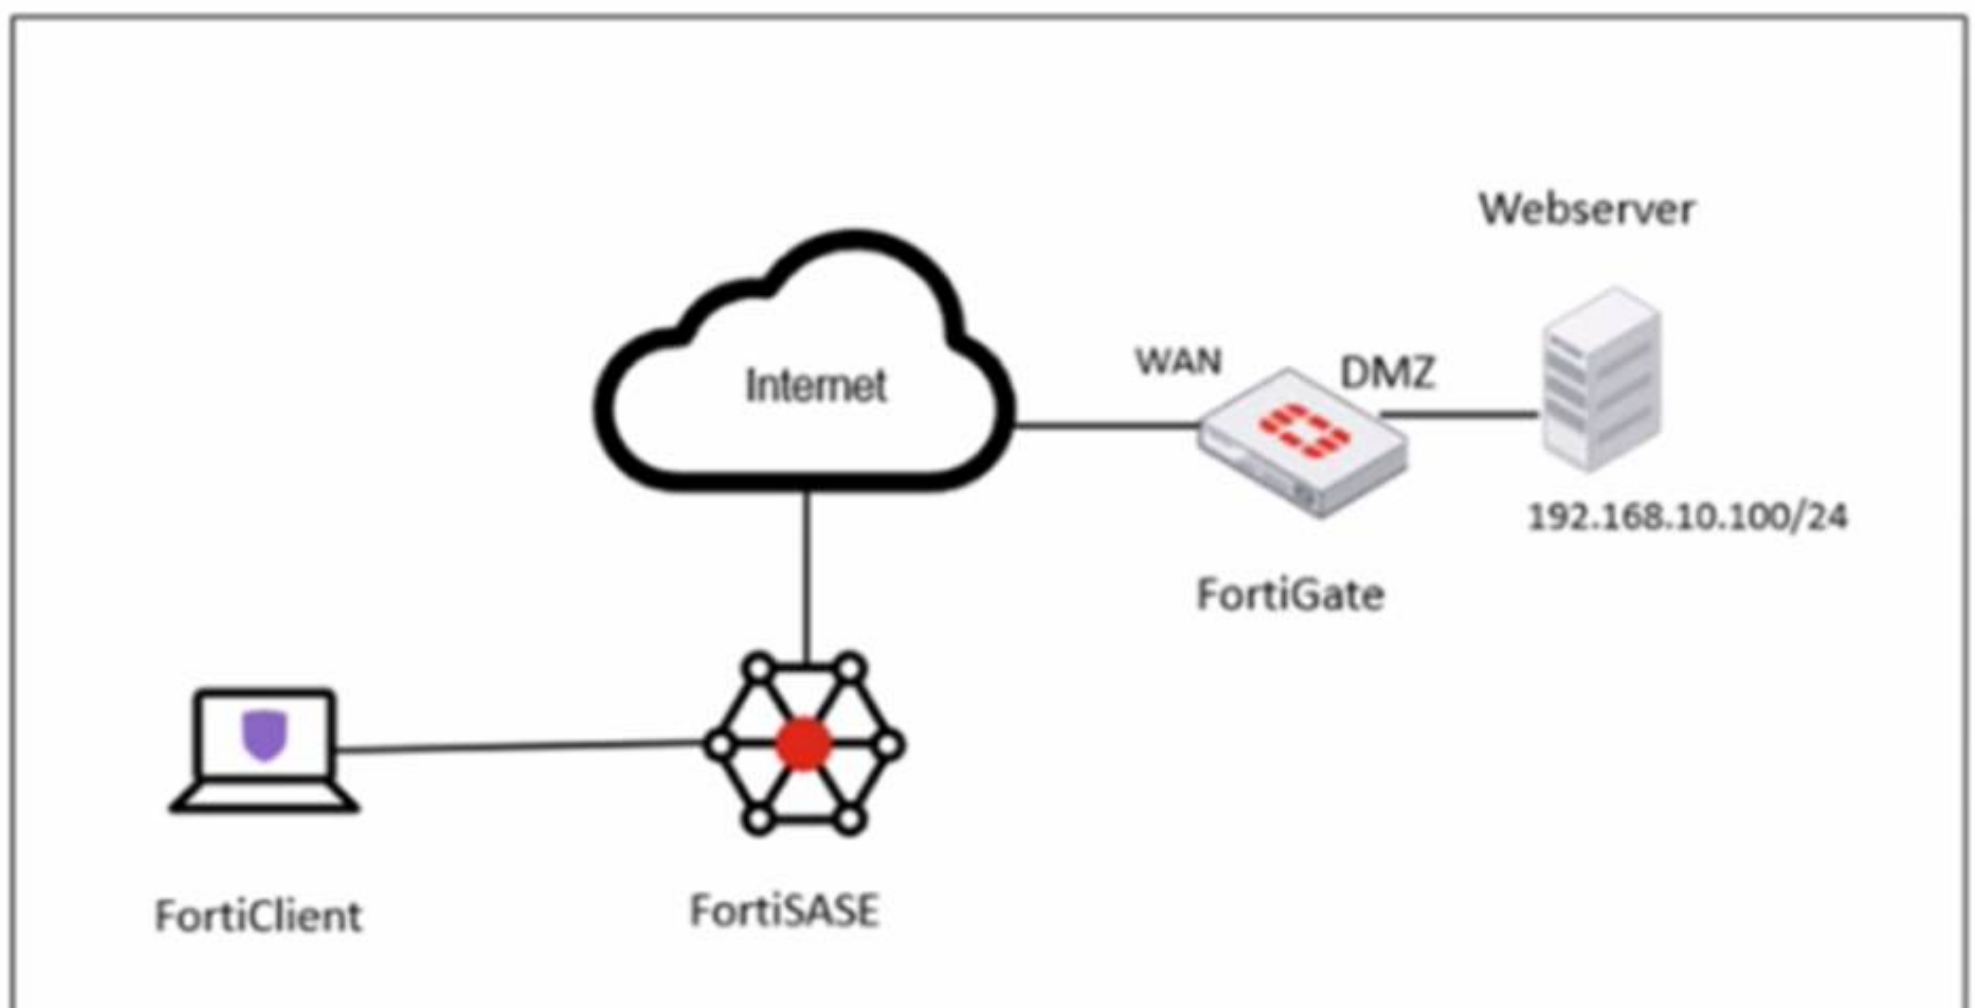 Webserver
Internet
WAN
DMZ
192.168.10.100/24
FortiGate
FortiClient
FortiSASE